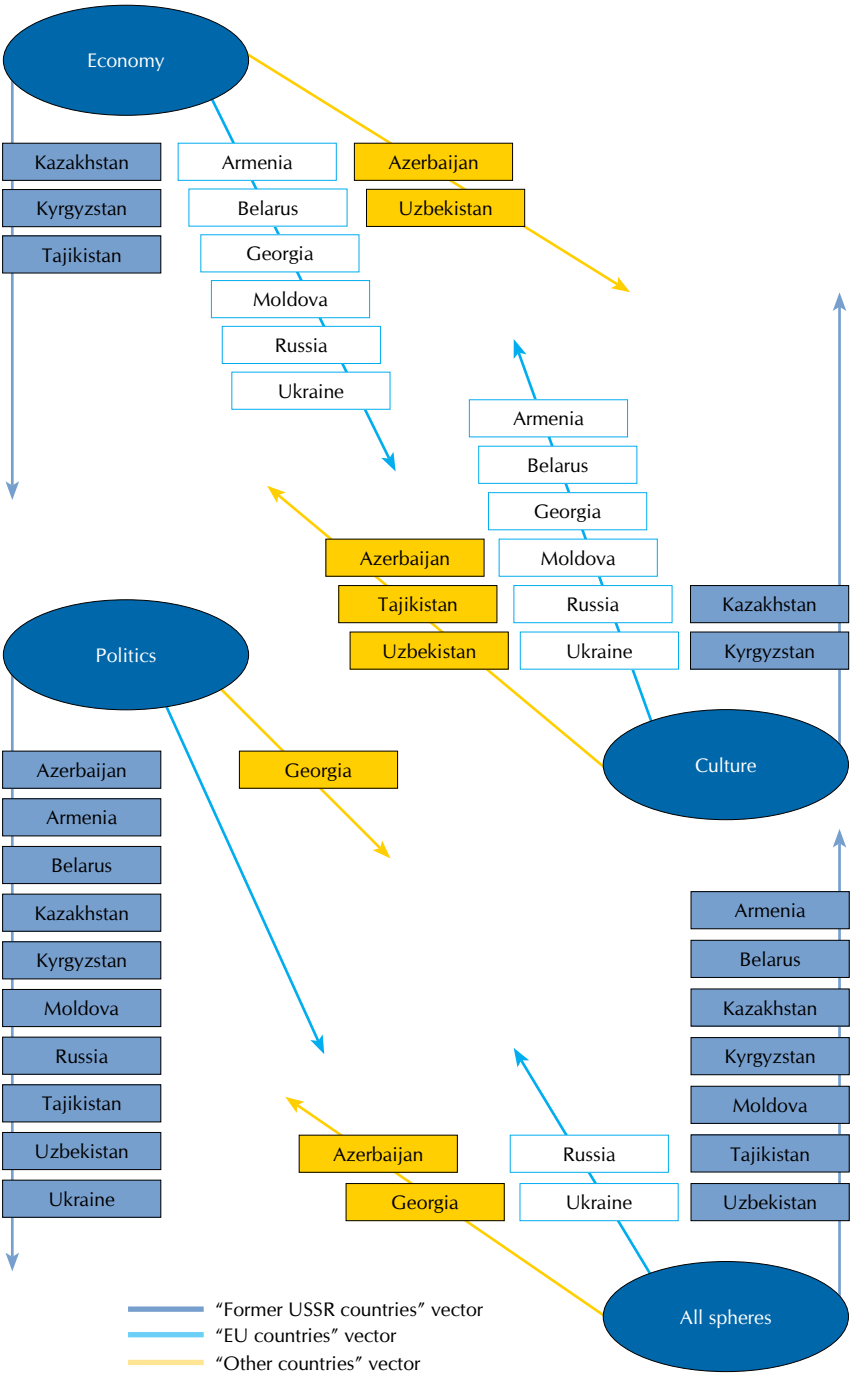 Economy
Kazakhstan
Kyrgyzstan
Tajikistan
Armenia
Belarus
Georgia
Moldova
Russia
Ukraine
Azerbaijan
Uzbekistan
Armenia
Belarus
Georgia
Moldova
Russia
Ukraine
Azerbaijan
Tajikistan
Uzbekistan
Kazakhstan
Kyrgyzstan
Culture
Politics
Azerbaijan
Armenia
Belarus
Kazakhstan
Kyrgyzstan
Moldova
Russia
Tajikistan
Uzbekistan
Ukraine
Georgia
Armenia
Belarus
Kazakhstan
Kyrgyzstan
Moldova
Tajikistan
Uzbekistan
Russia
Ukraine
Azerbaijan
Georgia
All spheres
“Former USSR countries” vector
“EU countries” vector
“Other countries” vector